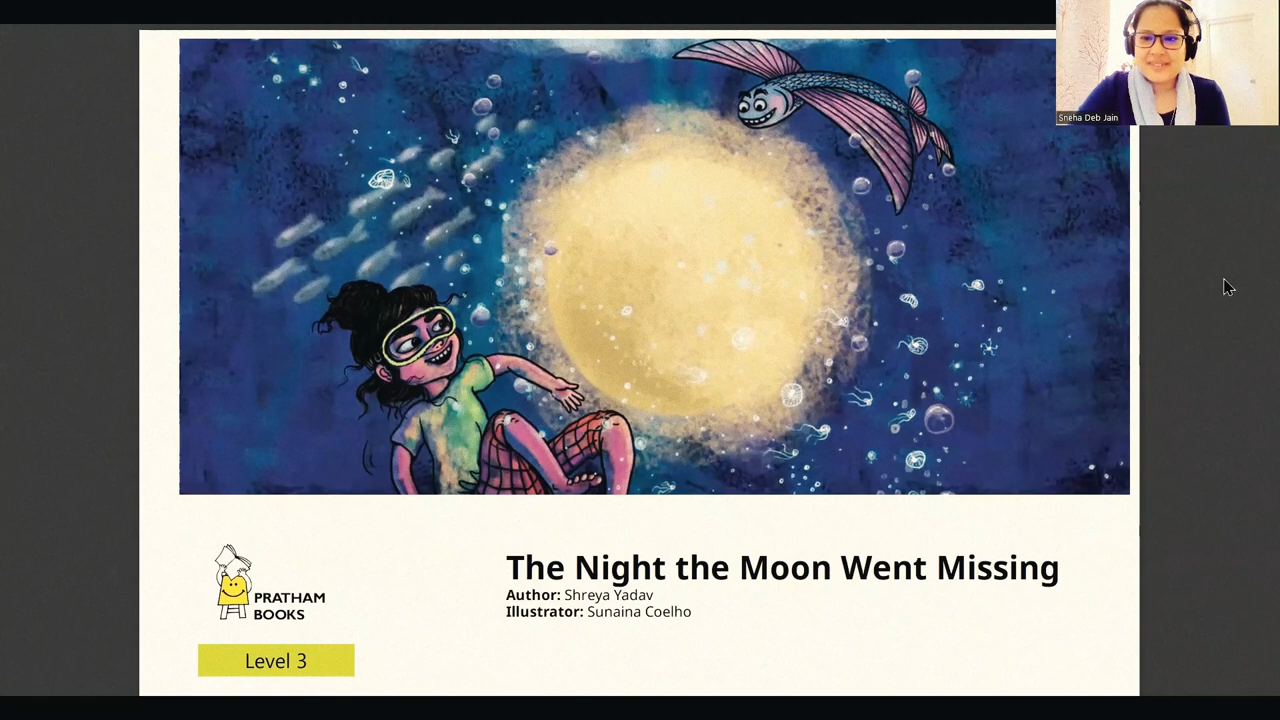 Sneha Deb Jain
The Night the Moon Went Missing
Author: Shreya Yadav
Illustrator: Sunaina Coelho
PRATHAM
BOOKS
Level 3